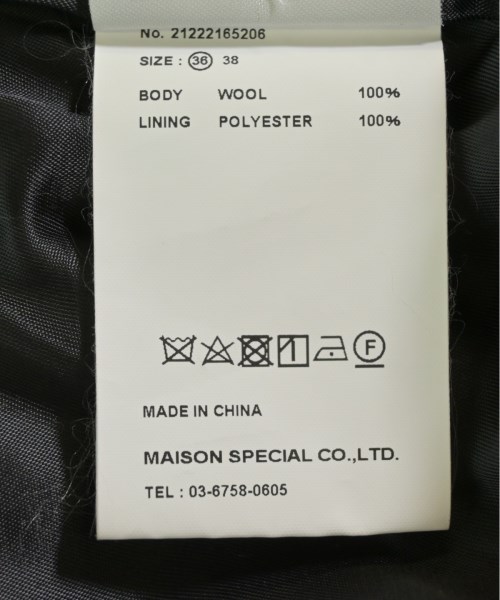 No. 21222165206
SIZE : 36 38
BODY WOOL 100%
LINING POLYESTER 100%
F
MADE IN CHINA
MAISON SPECIAL CO.,LTD.
TEL : 03-6758-0605